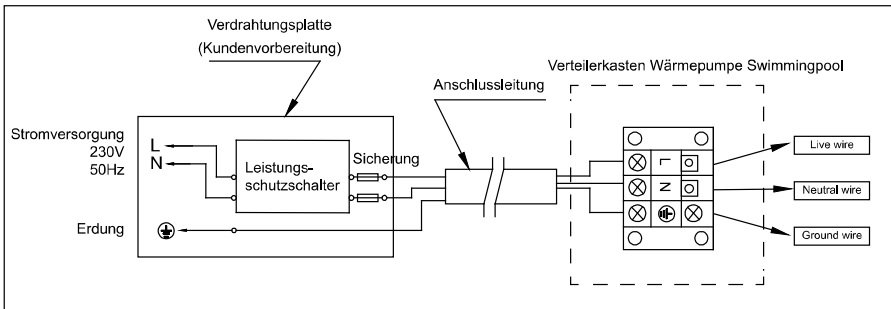 Verdrahtungsplatte
(Kundenvorbereitung)
Verteilerkasten Wärmepumpe Swimmingpool
Anschlussleitung
Stromversorgung
230V
50Hz
L
N
Leistungs-
schutzschalter
Sicherung
Erdung
L
N
Live wire
Neutral wire
Ground wire